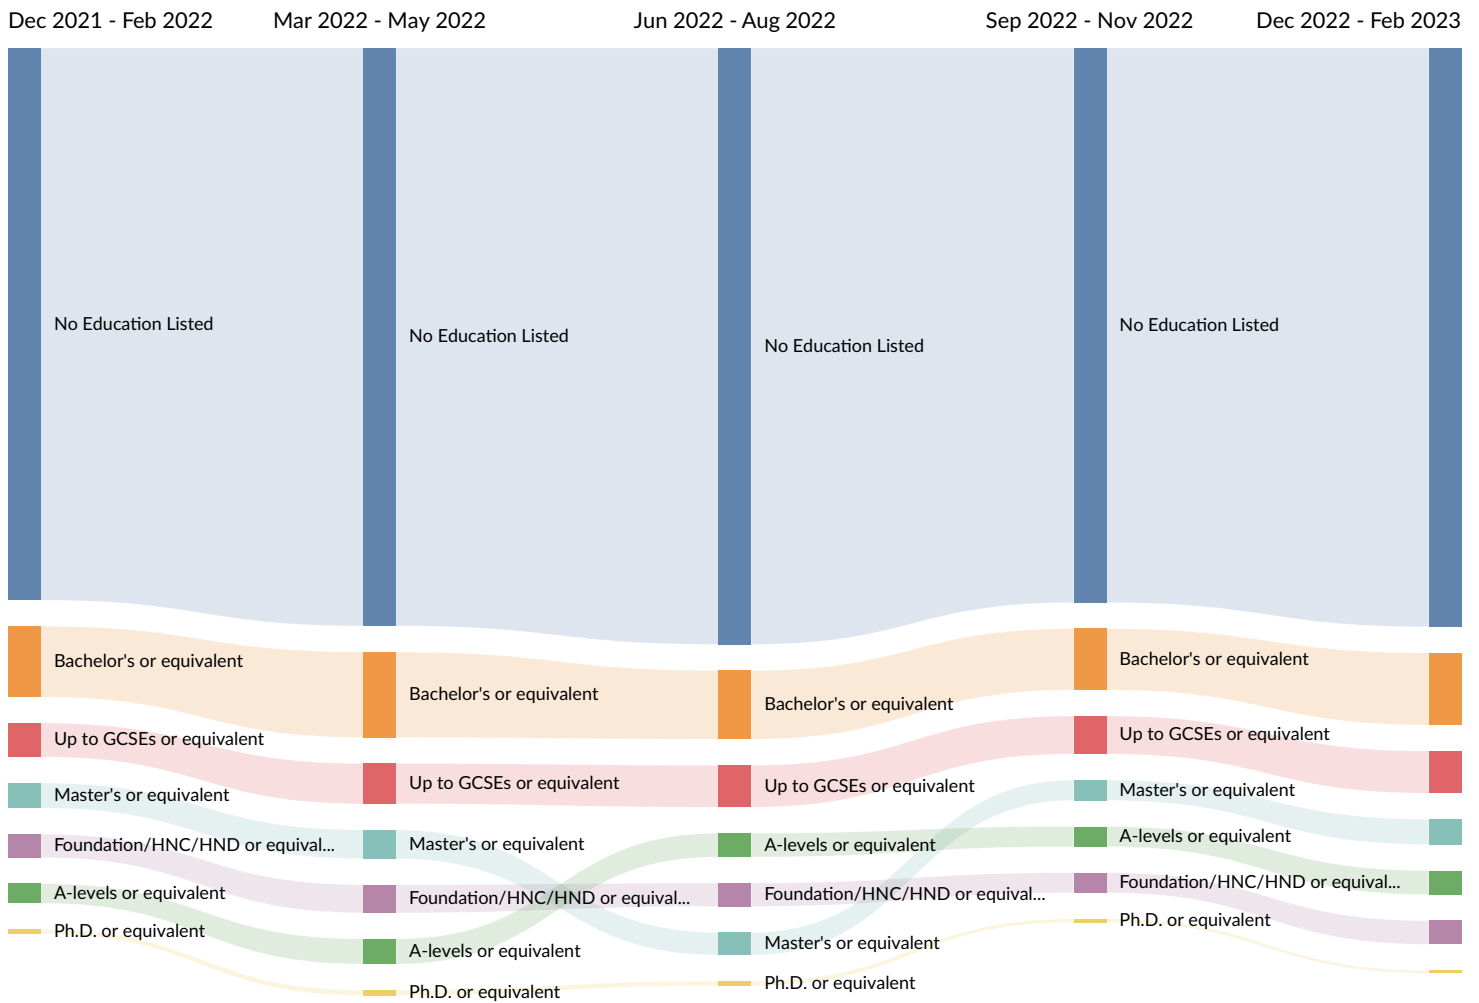 Dec 2021 - Feb 2022
Mar 2022 - May 2022
Jun 2022 - Aug 2022
Sep 2022 - Nov 2022
Dec 2022 - Feb 2023
No Education Listed
Bachelor's or equivalent
Up to GCSEs or equivalent
Master's or equivalent
Foundation/HNC/HND or equival...
A-levels or equivalent
Ph.D. or equivalent
No Education Listed
Bachelor's or equivalent
Up to GCSEs or equivalent
Master's or equivalent
Foundation/HNC/HND or equival...
A-levels or equivalent
Ph.D. or equivalent
No Education Listed
Bachelor's or equivalent
Up to GCSEs or equivalent
A-levels or equivalent
Foundation/HNC/HND or equival...
Master's or equivalent
Ph.D. or equivalent
No Education Listed
Bachelor's or equivalent
Up to GCSEs or equivalent
Master's or equivalent
A-levels or equivalent
Foundation/HNC/HND or equival...
Ph.D. or equivalent